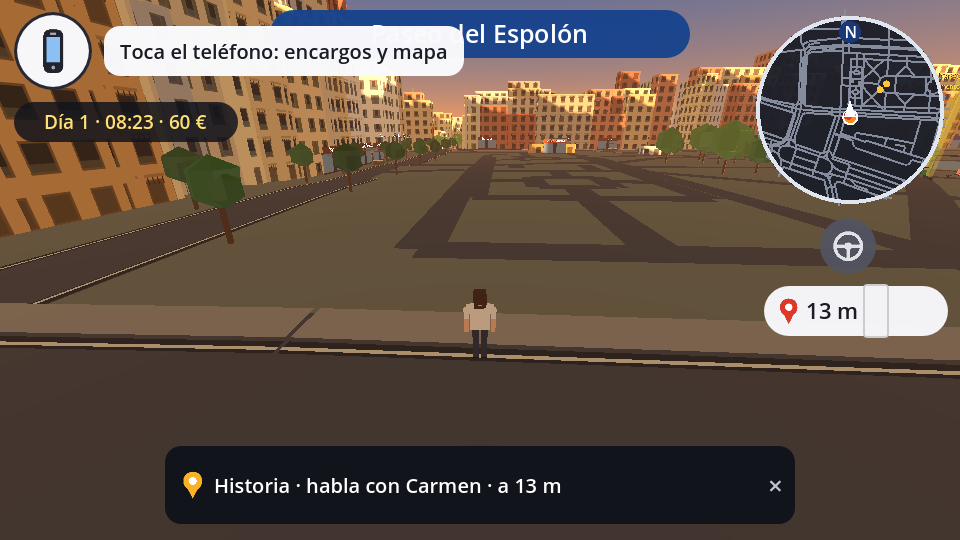 Paseo del Espolón
Toca el teléfono: encargos y mapa
N
Día 1 · 08:23 · 60 €
13 m
Historia · habla con Carmen · a 13 m
×